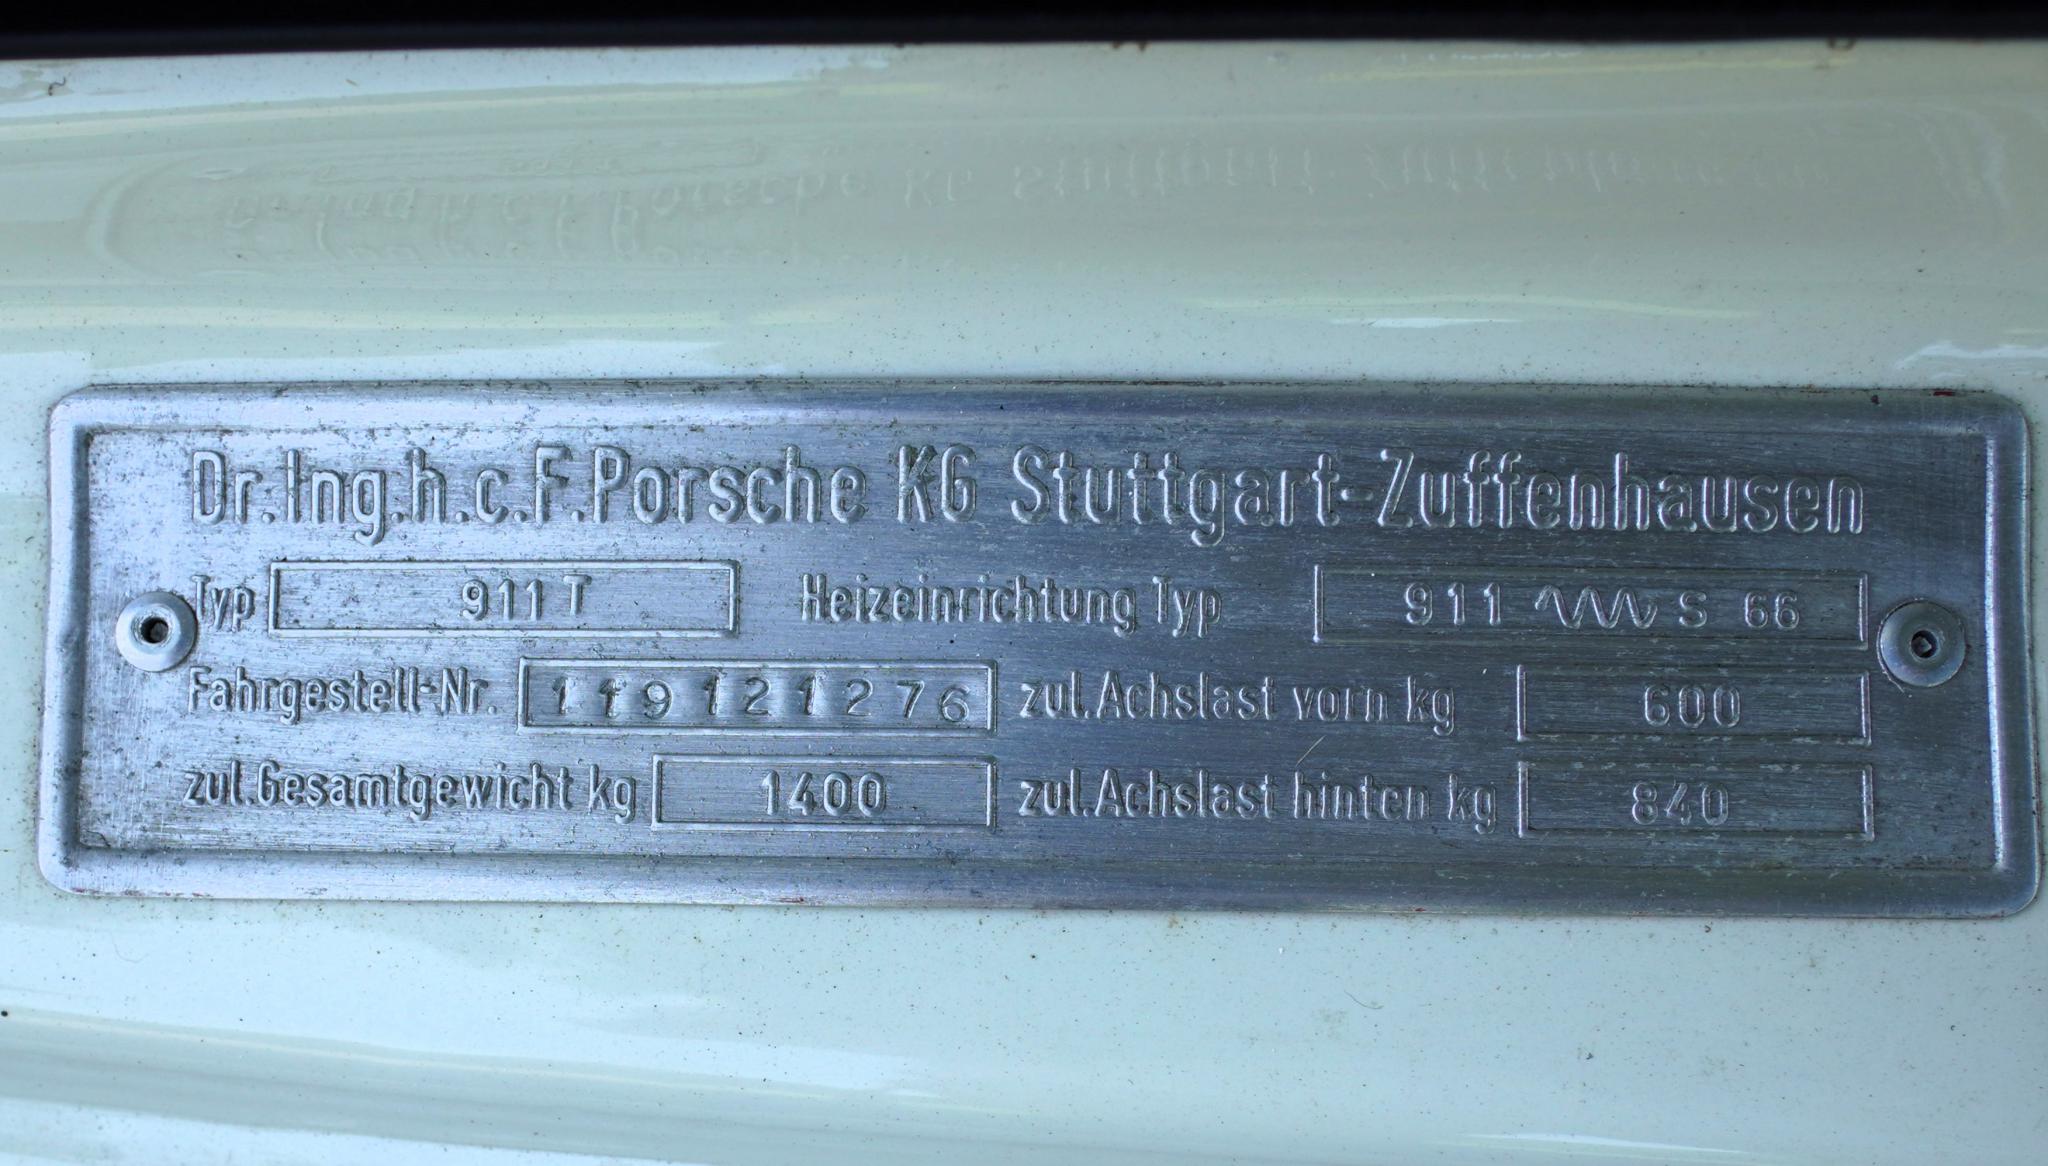 Dr.Ing.h.c.F.Porsche KG Stuttgart-Zuffenhausen
Typ 911 T Heizeinrichtung Typ 911 S 66
Fahrgestell-Nr. 119121276 zul.Achslast vorn kg 600
zul.Gesamtgewicht kg 1400 zul.Achslast hinten kg 840